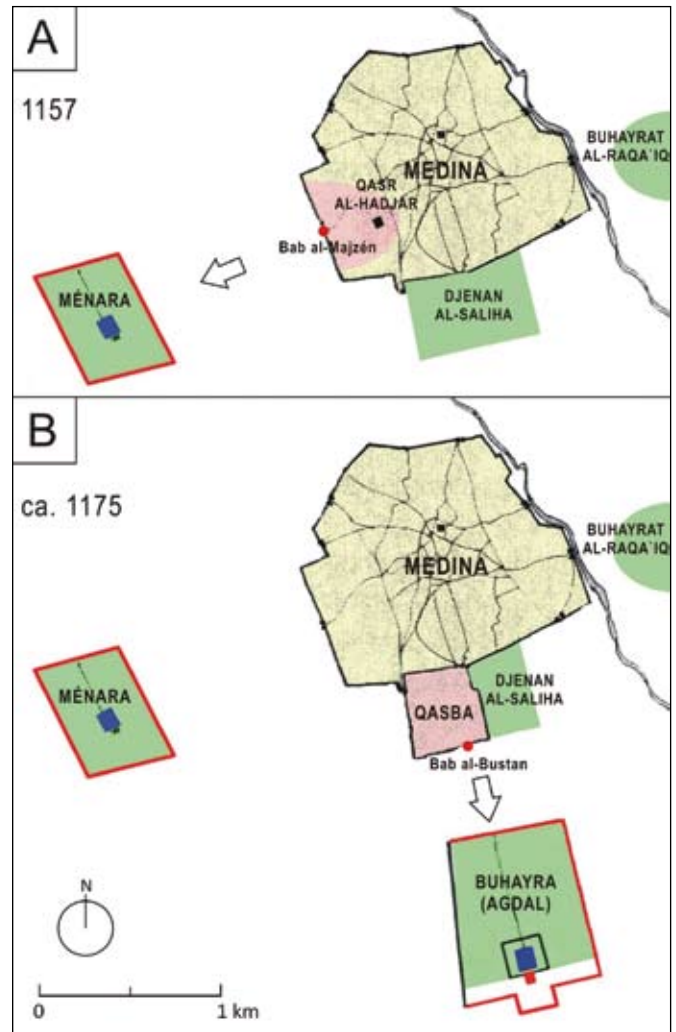 A
1157
BUHAYRAT
AL-RAQA`IQ
MEDINA
QASR
AL-HADJAR
Bab al-Majzén
MÉNARA
DJENAN
AL-SALIHA
B
ca. 1175
BUHAYRAT
AL-RAQA`IQ
MEDINA
MÉNARA
DJENAN
AL-SALIHA
QASBA
Bab al-Bustan
BUHAYRA
(AGDAL)
N
0 1 km